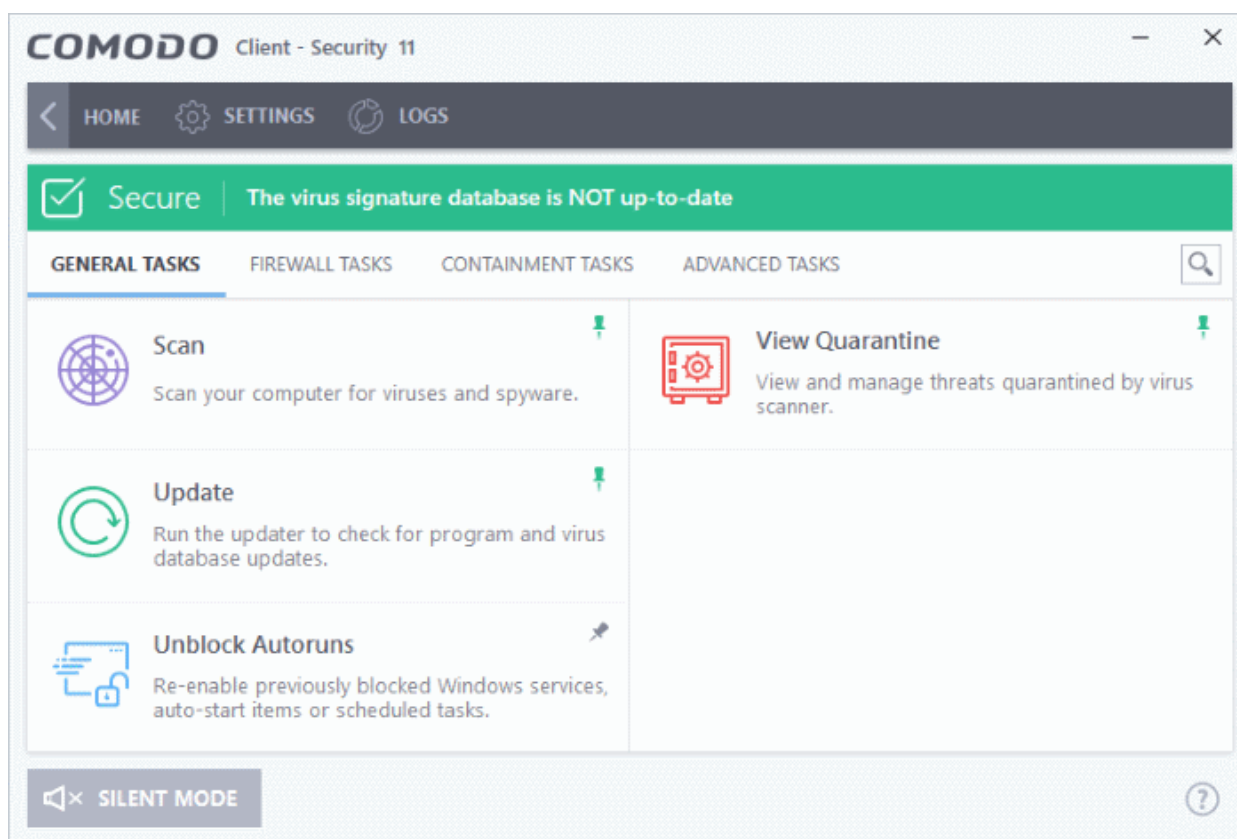 COMODO Client - Security 11
HOME SETTINGS LOGS
Secure The virus signature database is NOT up-to-date
GENERAL TASKS FIREWALL TASKS CONTAINMENT TASKS ADVANCED TASKS
Scan
Scan your computer for viruses and spyware.
View Quarantine
View and manage threats quarantined by virus
scanner.
Update
Run the updater to check for program and virus
database updates.
Unblock Autoruns
Re-enable previously blocked Windows services,
auto-start items or scheduled tasks.
SILENT MODE
?